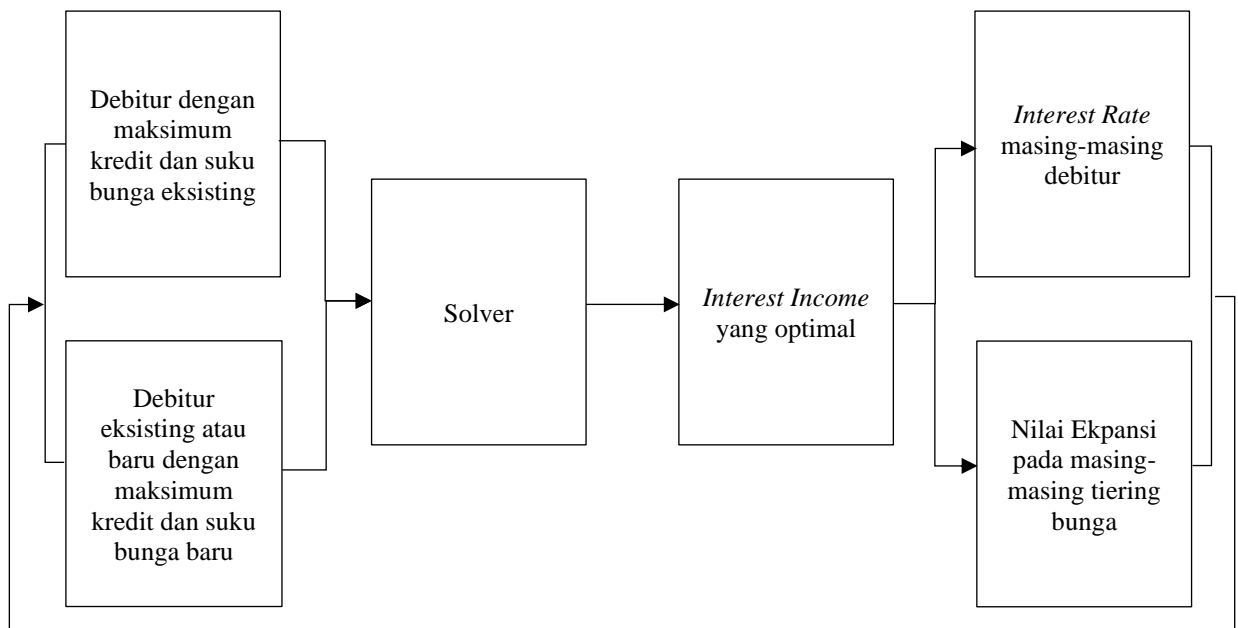 Debitur dengan
maksimum
kredit dan suku
bunga eksisting
Debitur
eksisting atau
baru dengan
maksimum
kredit dan suku
bunga baru
Solver
Interest Income
yang optimal
Interest Rate
masing-masing
debitur
Nilai Ekpansi
pada masing-
masing tiering
bunga